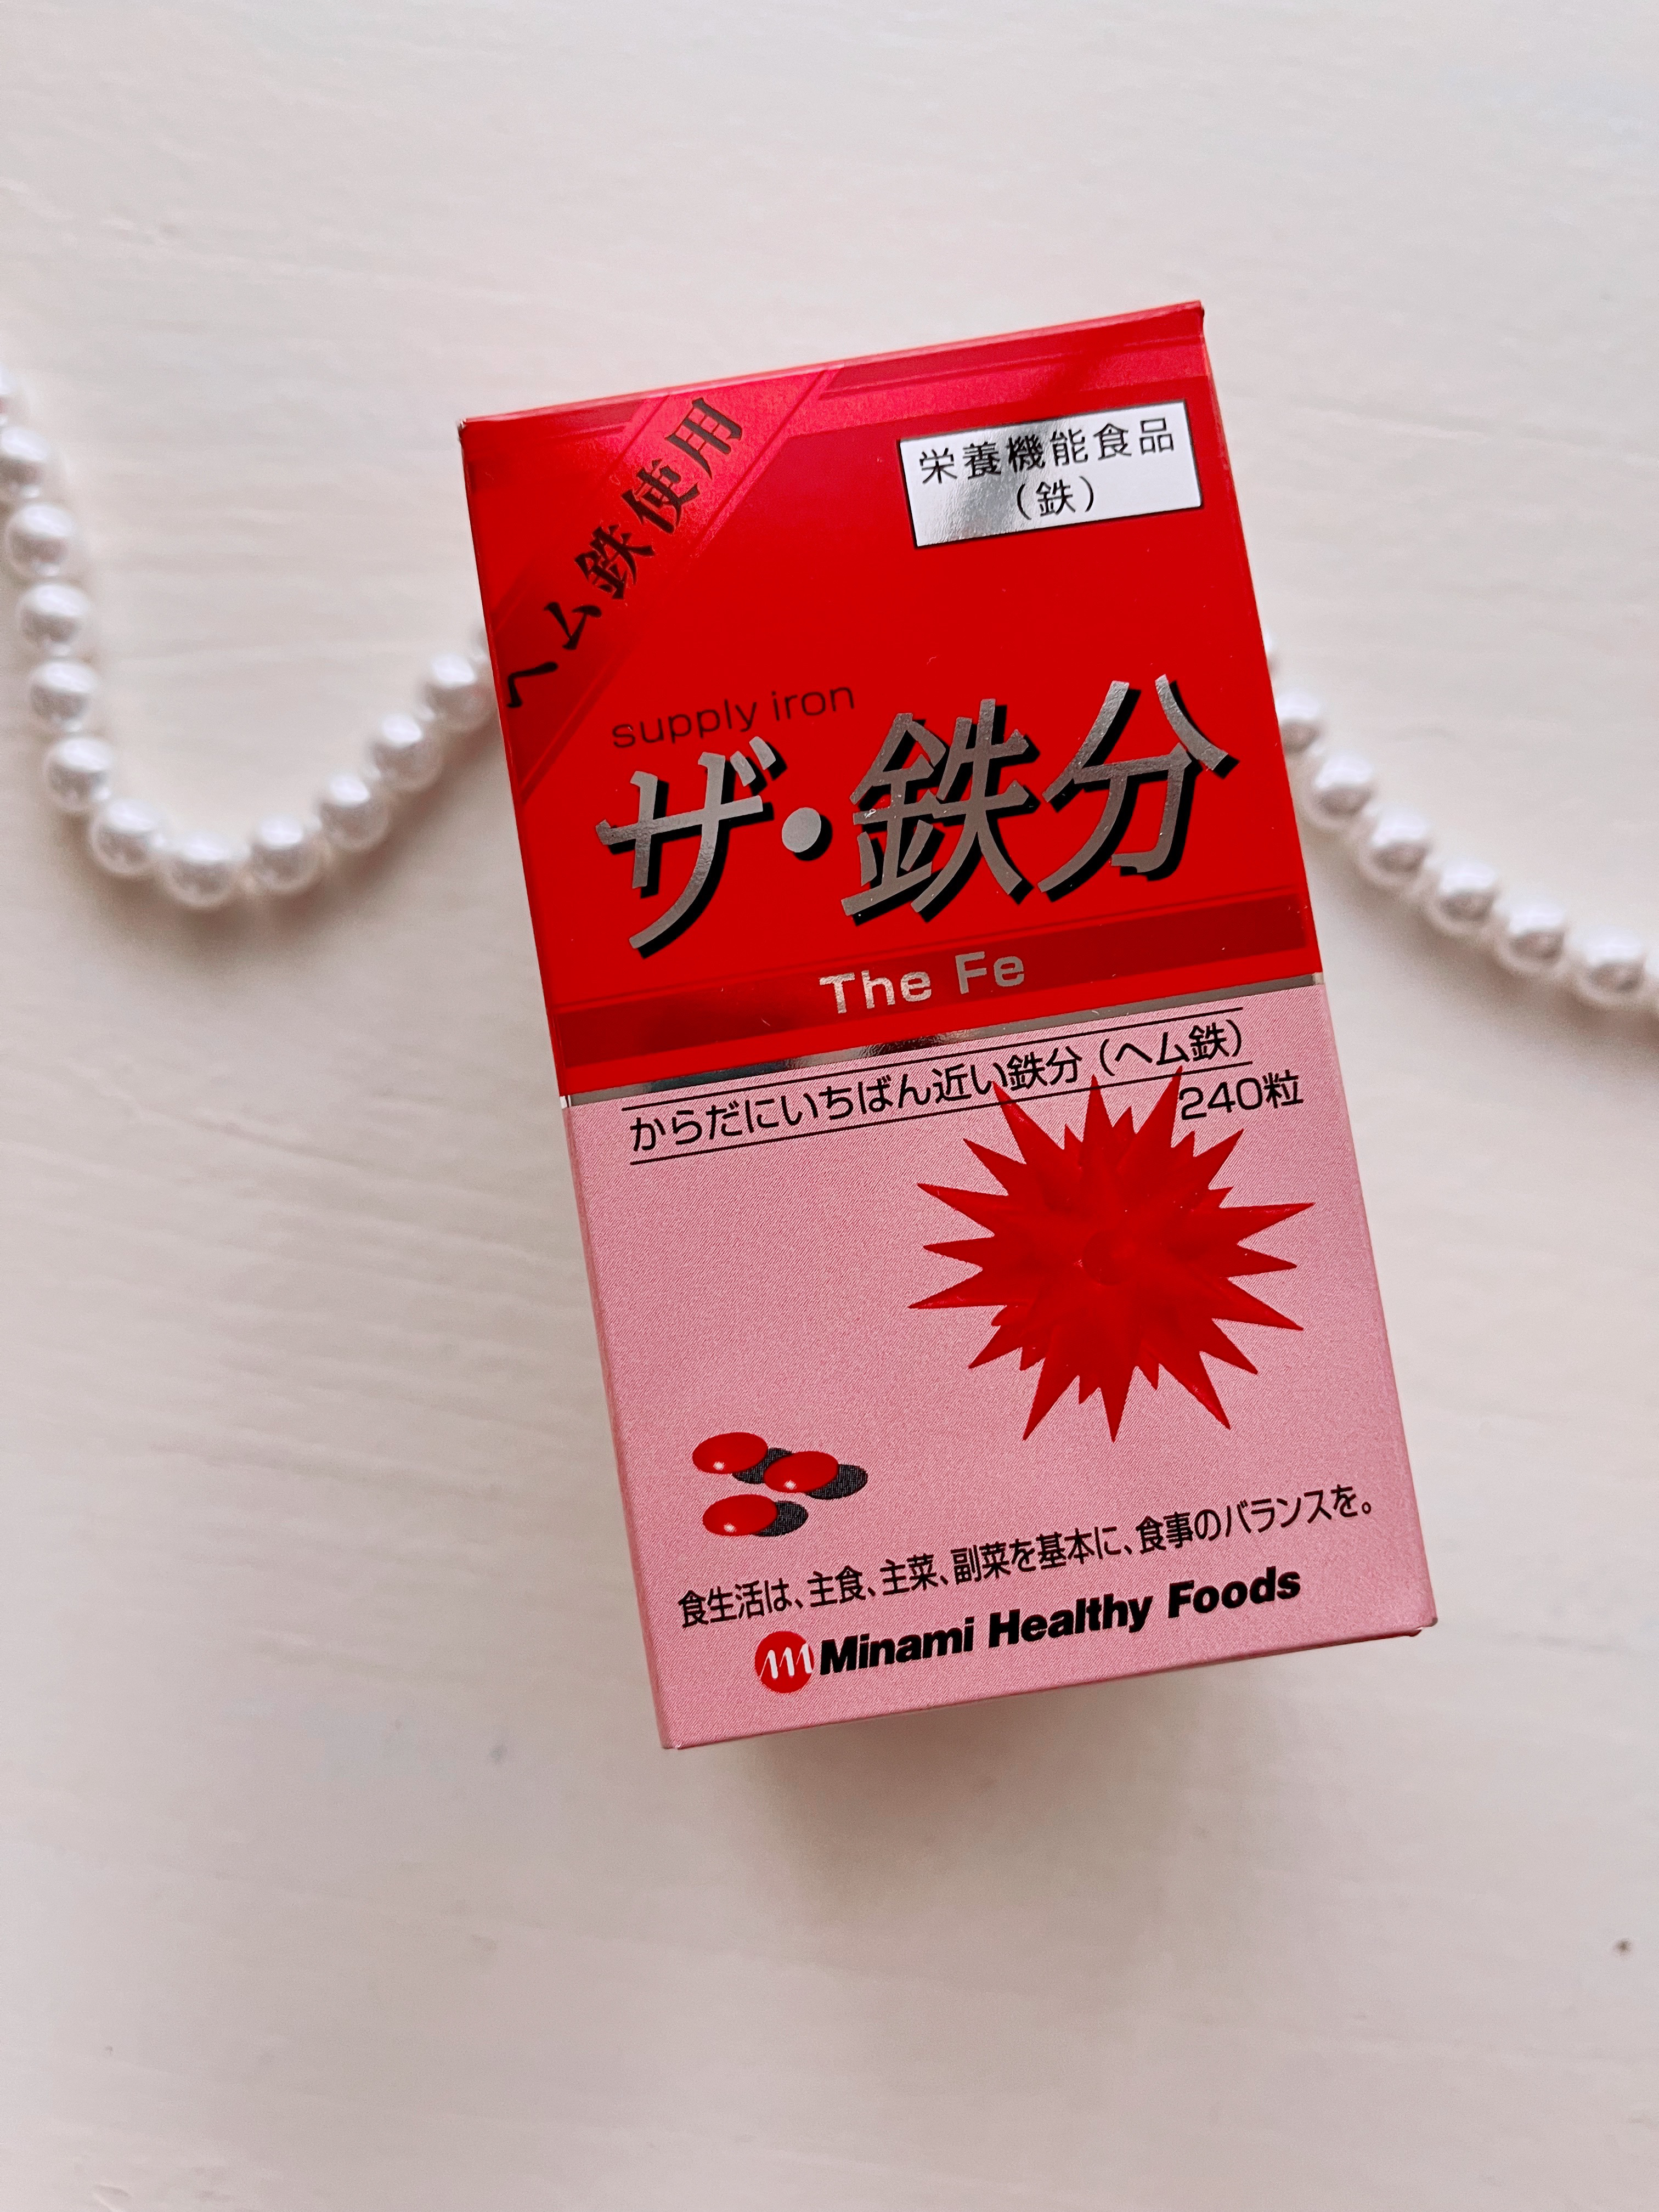 ヘム鉄使用
栄養機能食品
（鉄）
supply iron
ザ・鉄分
The Fe
からだにいちばん近い鉄分（ヘム鉄）
240粒
食生活は、主食、主菜、副菜を基本に、食事のバランスを。
Minami Healthy Foods